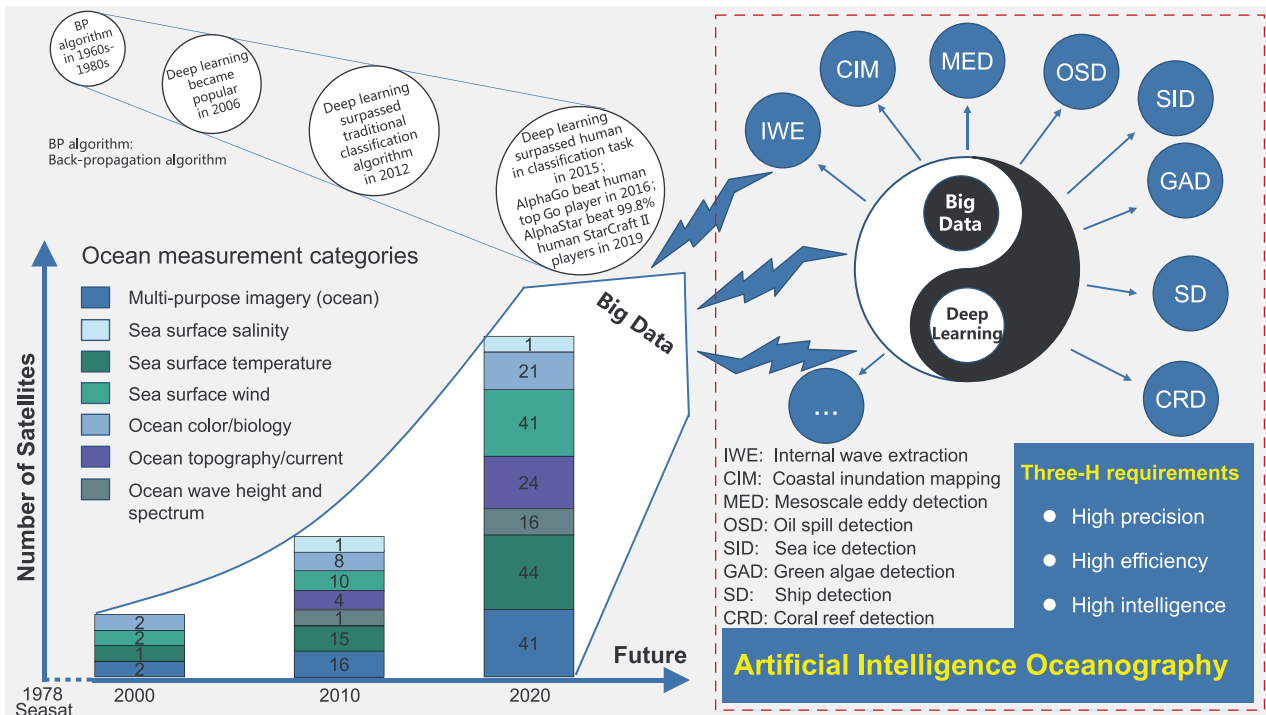 BP
algorithm
in 1960s-
1980s
Deep learning
became
popular
in 2006
Deep learning
surpassed
traditional
classification
algorithm
in 2012
Deep learning
surpassed human
in classification task
in 2015;
AlphaGo beat human
top Go player in 2016;
AlphaStar beat 99.8%
human StarCraft II
players in 2019
BP algorithm:
Back-propagation algorithm
Ocean measurement categories
Multi-purpose imagery (ocean)
Sea surface salinity
Sea surface temperature
Sea surface wind
Ocean color/biology
Ocean topography/current
Ocean wave height and
spectrum
Number of Satellites
2
2
1
2
1
8
10
4
1
15
16
1
21
41
24
16
44
41
Big Data
Future
1978
Seasat
2000
2010
2020
IWE
CIM
MED
OSD
SID
GAD
SD
CRD
...
Big
Data
Deep
Learning
IWE: Internal wave extraction
CIM: Coastal inundation mapping
MED: Mesoscale eddy detection
OSD: Oil spill detection
SID: Sea ice detection
GAD: Green algae detection
SD: Ship detection
CRD: Coral reef detection
Three-H requirements
● High precision
● High efficiency
● High intelligence
Artificial Intelligence Oceanography